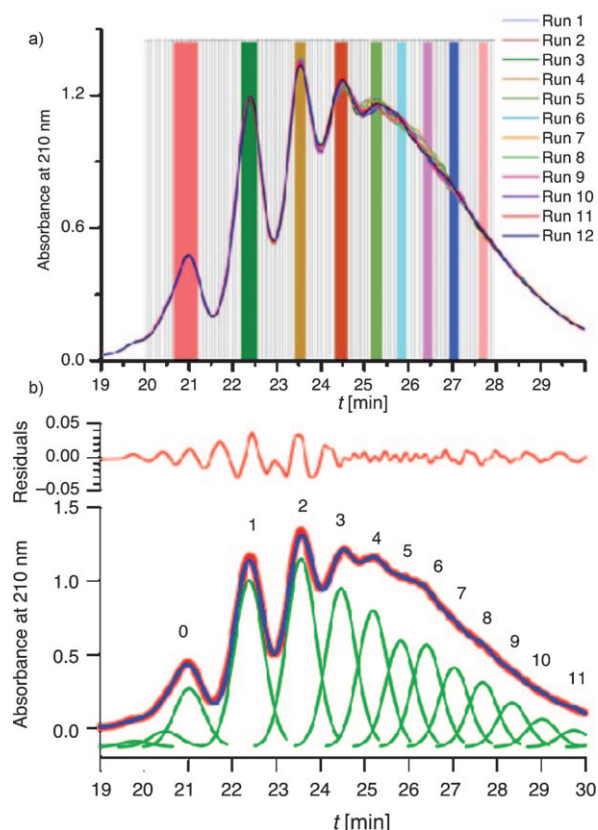 a)
Run 1
Run 2
Run 3
Run 4
Run 5
Run 6
Run 7
Run 8
Run 9
Run 10
Run 11
Run 12
Absorbance at 210 nm
1.2
0.6
0.0
19 20 21 22 23 24 25 26 27 28 29
t [min]
b)
Residuals
0.05
0.00
−0.05
Absorbance at 210 nm
1.5
1.0
0.5
0.0
0 1 2 3 4 5 6 7 8 9 10 11
19 20 21 22 23 24 25 26 27 28 29 30
t [min]